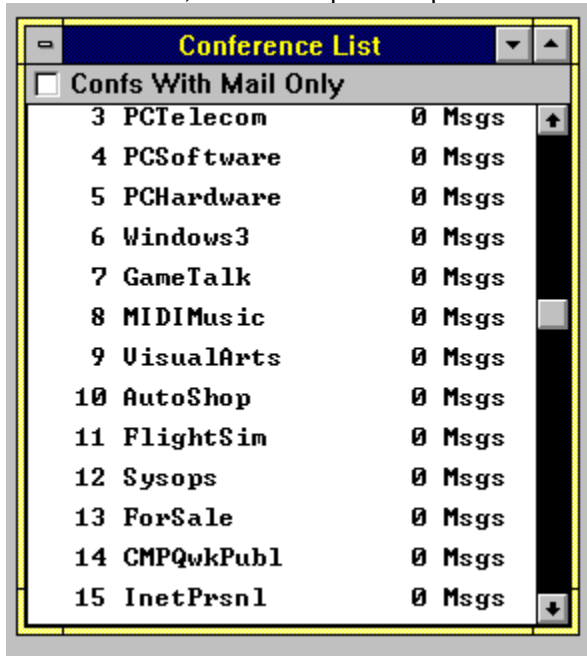 Conference List
Confs With Mail Only
3 PCTelecom 0 Msgs
4 PCSoftware 0 Msgs
5 PCHardware 0 Msgs
6 Windows3 0 Msgs
7 GameTalk 0 Msgs
8 MIDIMusic 0 Msgs
9 VisualArts 0 Msgs
10 AutoShop 0 Msgs
11 FlightSim 0 Msgs
12 Sysops 0 Msgs
13 ForSale 0 Msgs
14 CMPQwkPubl 0 Msgs
15 InetPrsnl 0 Msgs